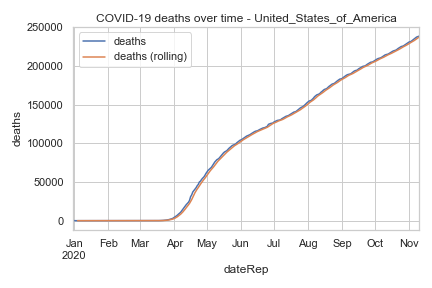 COVID-19 deaths over time - United_States_of_America
deaths
deaths (rolling)
250000
200000
150000
100000
50000
0
deaths
Jan Feb Mar Apr May Jun Jul Aug Sep Oct Nov
2020
dateRep